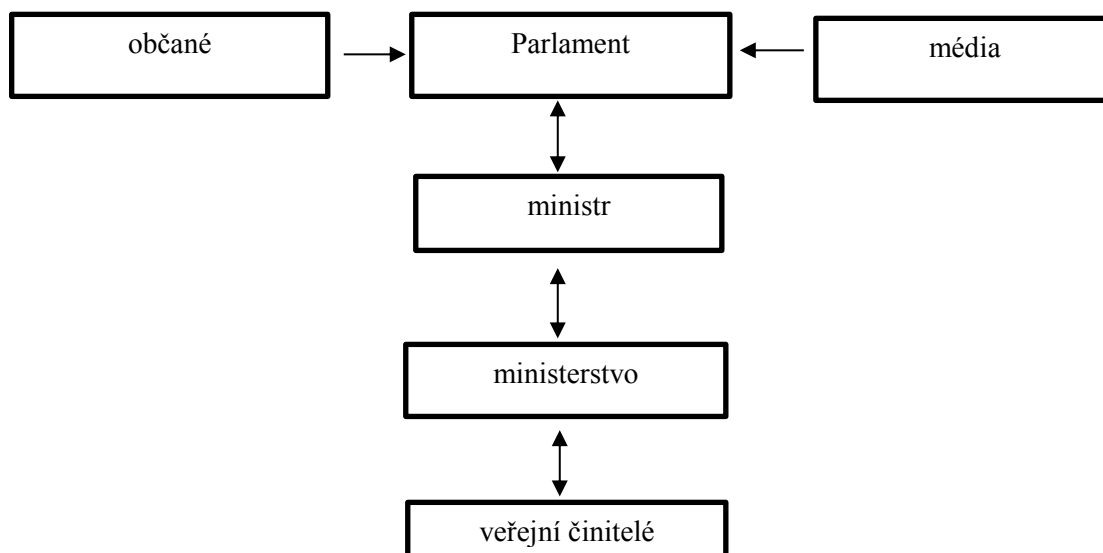 občané
Parlament
média
ministr
ministerstvo
veřejní činitelé